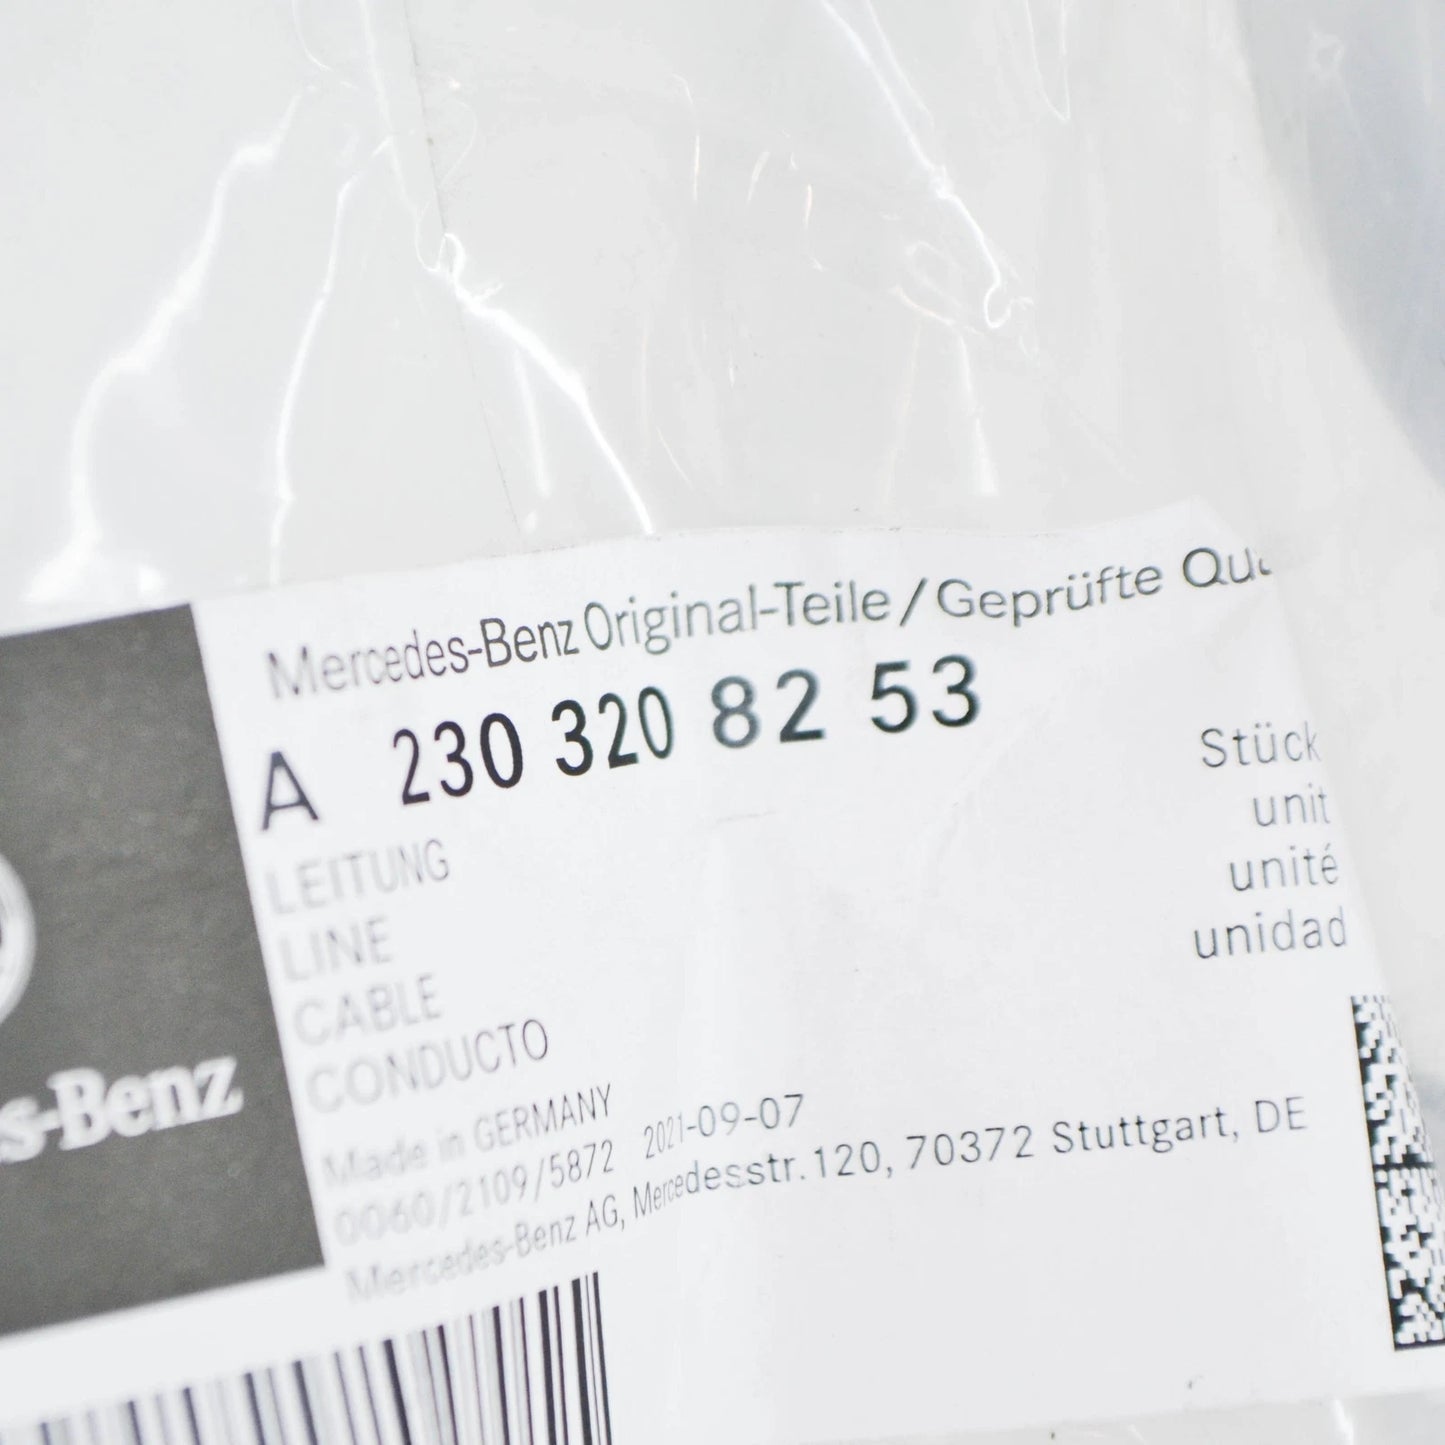 Mercedes-Benz Original-Teile / Geprüfte
A 230 320 82 53
Stück
unit
unité
unidad
LEITUNG
LINE
CABLE
CONDUCTO
Made in GERMANY
0060/2109/5872 2021-09-07
Mercedes-Benz AG, Mercedesstr. 120, 70372 Stuttgart, DE
s-Benz